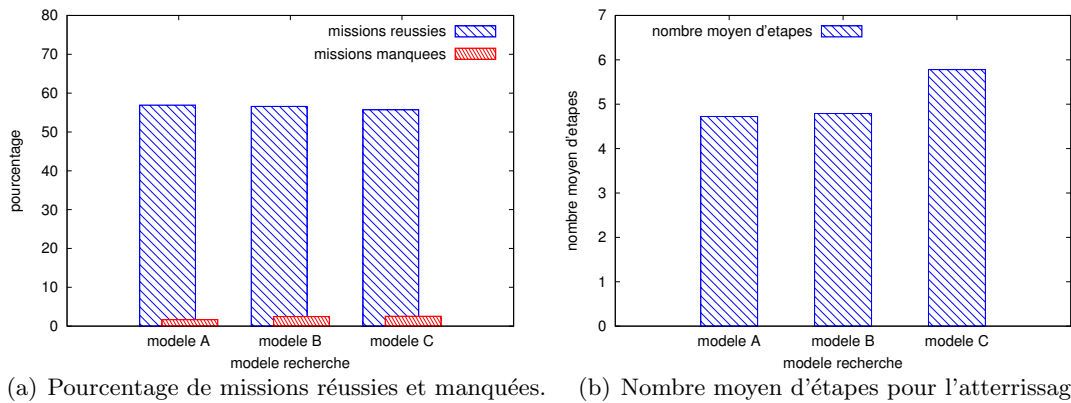 80
70
60
50
40
30
20
10
0
pourcentage
missions reussies
missions manquees
modele A
modele B
modele C
modele recherche
(a) Pourcentage de missions réussies et manquées.
7
6
5
4
3
2
1
0
nombre moyen d'etapes
nombre moyen d'etapes
modele A
modele B
modele C
modele recherche
(b) Nombre moyen d'étapes pour l'atterrissag